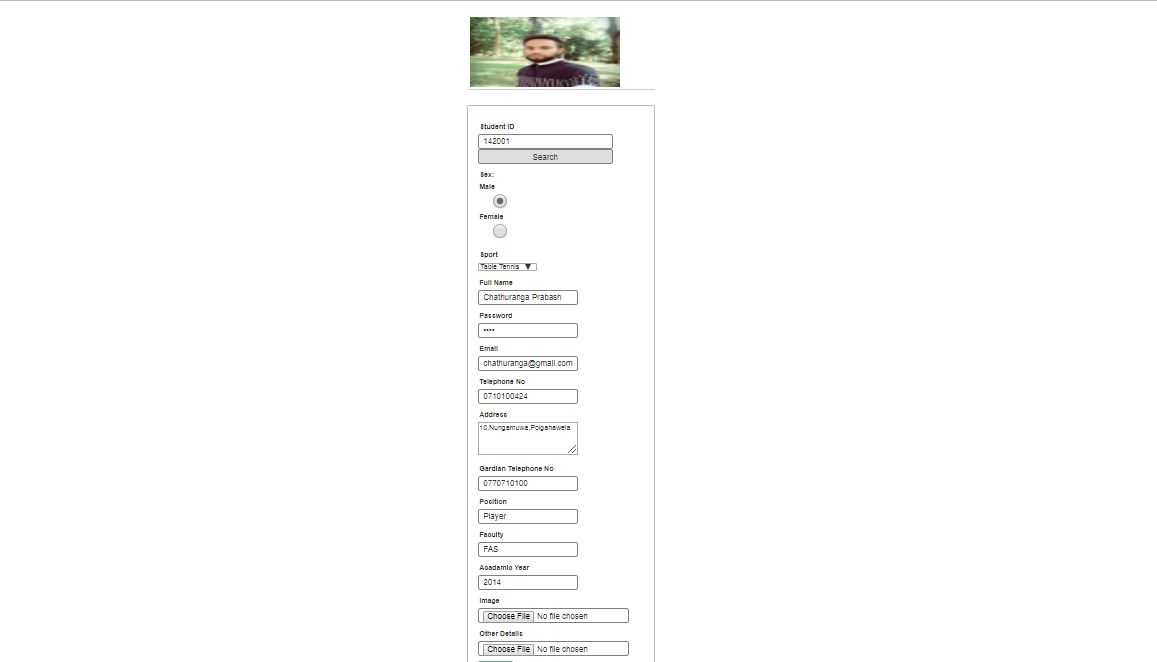 Student ID
142001
Search
Sex:
Male
Female
Sport
Table Tennis
Full Name
Chathuranga Prabash
Password
••••
Email
chathuranga@gmail.com
Telephone No
0710100424
Address
10,Nungamuwa,Polgahawela
Gardian Telephone No
0770710100
Position
Player
Faculty
FAS
Acadamic Year
2014
Image
Choose File No file chosen
Other Details
Choose File No file chosen